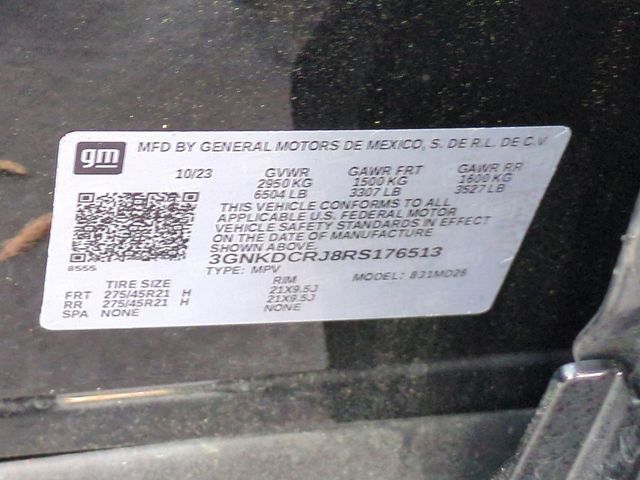 gm
MFD BY GENERAL MOTORS DE MEXICO, S. DE R.L. DE C.V.
10/23 GVWR GAWR FRT GAWR RR
2950 KG 1500 KG 1600 KG
6504 LB 3307 LB 3527 LB
THIS VEHICLE CONFORMS TO ALL
APPLICABLE U.S. FEDERAL MOTOR
VEHICLE SAFETY STANDARDS IN EFFECT
ON THE DATE OF MANUFACTURE
SHOWN ABOVE.
3GNKDCRJ8RS176513
8555
TYPE: MPV MODEL: 831MD26
TIRE SIZE RIM
FRT 275/45R21 H 21X9.5J
RR 275/45R21 H 21X9.5J
SPA NONE NONE